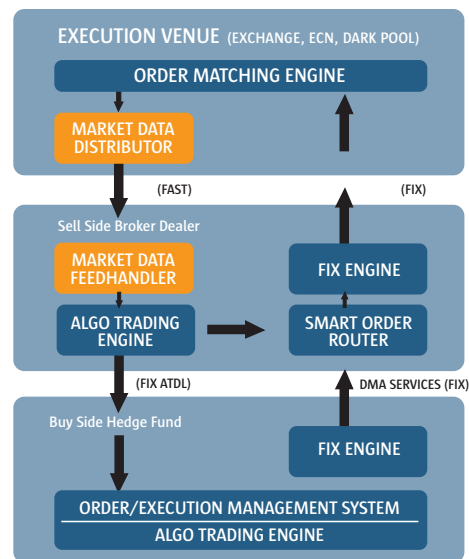 EXECUTION VENUE (EXCHANGE, ECN, DARK POOL)
ORDER MATCHING ENGINE
MARKET DATA
DISTRIBUTOR
(FAST)
(FIX)
Sell Side Broker Dealer
MARKET DATA
FEEDHANDLER
FIX ENGINE
ALGO TRADING
ENGINE
SMART ORDER
ROUTER
(FIX ATDL)
DMA SERVICES (FIX)
Buy Side Hedge Fund
FIX ENGINE
ORDER/EXECUTION MANAGEMENT SYSTEM
ALGO TRADING ENGINE